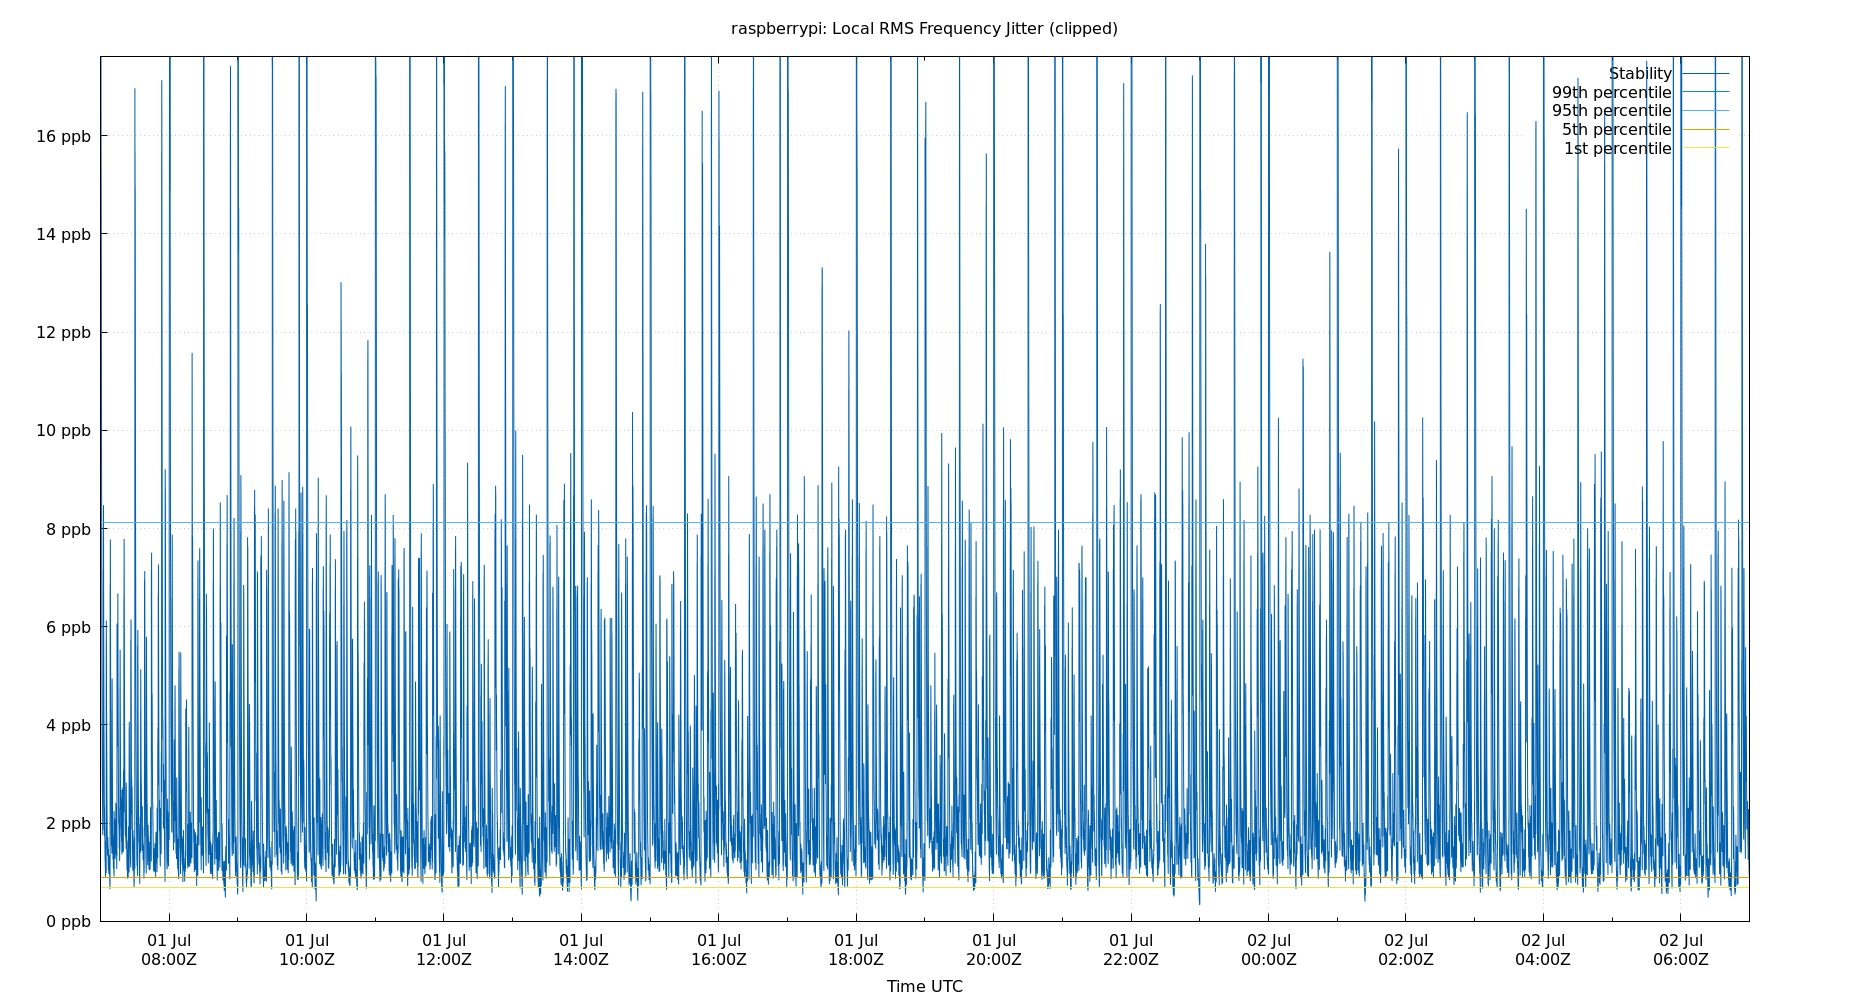 raspberrypi: Local RMS Frequency Jitter (clipped)
Stability
99th percentile
95th percentile
5th percentile
1st percentile
16 ppb
14 ppb
12 ppb
10 ppb
8 ppb
6 ppb
4 ppb
2 ppb
0 ppb
01 Jul 01 Jul 01 Jul 01 Jul 01 Jul 01 Jul 01 Jul 01 Jul 02 Jul 02 Jul 02 Jul 02 Jul
08:00Z 10:00Z 12:00Z 14:00Z 16:00Z 18:00Z 20:00Z 22:00Z 00:00Z 02:00Z 04:00Z 06:00Z
Time UTC